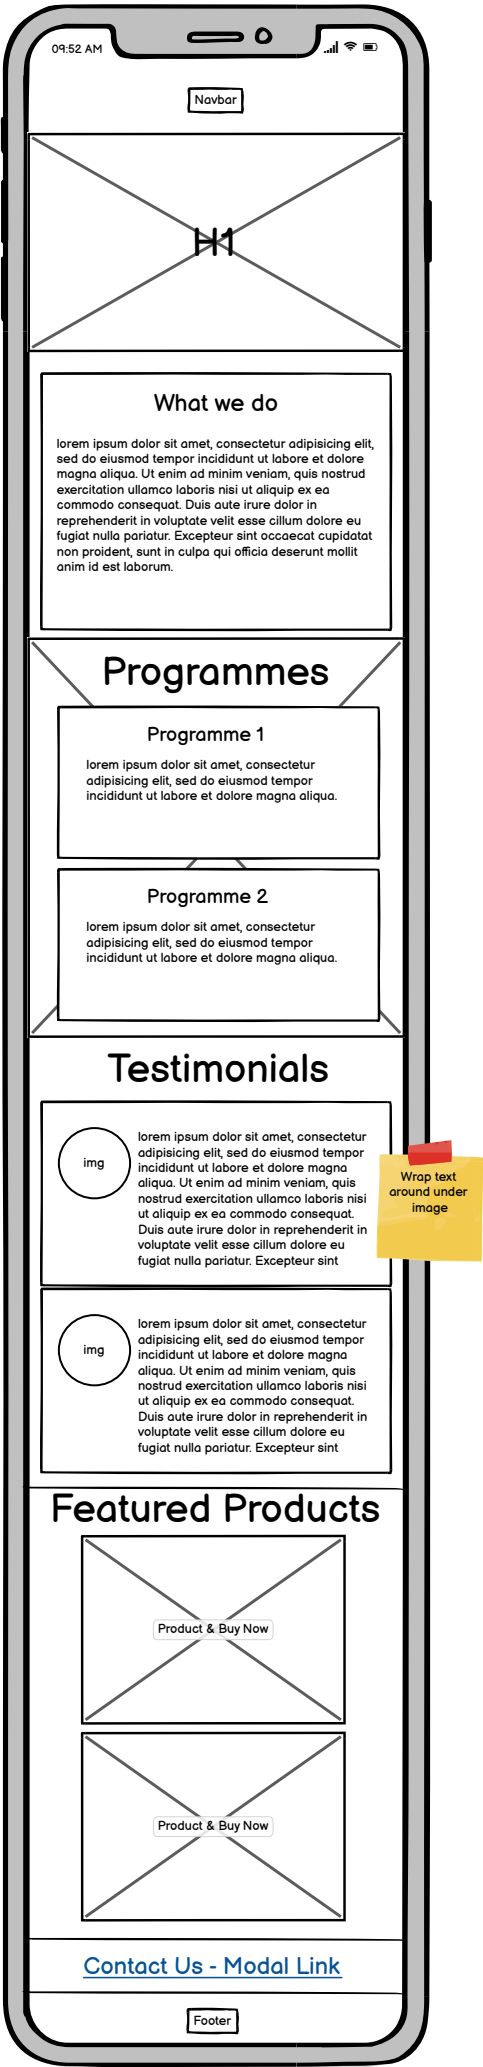 09:52 AM
Navbar
H1
What we do
lorem ipsum dolor sit amet, consectetur adipisicing elit,
sed do eiusmod tempor incididunt ut labore et dolore
magna aliqua. Ut enim ad minim veniam, quis nostrud
exercitation ullamco laboris nisi ut aliquip ex ea
commodo consequat. Duis aute irure dolor in
reprehenderit in voluptate velit esse cillum dolore eu
fugiat nulla pariatur. Excepteur sint occaecat cupidatat
non proident, sunt in culpa qui officia deserunt mollit
anim id est laborum.
Programmes
Programme 1
lorem ipsum dolor sit amet, consectetur
adipisicing elit, sed do eiusmod tempor
incididunt ut labore et dolore magna aliqua.
Programme 2
lorem ipsum dolor sit amet, consectetur
adipisicing elit, sed do eiusmod tempor
incididunt ut labore et dolore magna aliqua.
Testimonials
img
lorem ipsum dolor sit amet, consectetur
adipisicing elit, sed do eiusmod tempor
incididunt ut labore et dolore magna
aliqua. Ut enim ad minim veniam, quis
nostrud exercitation ullamco laboris nisi
ut aliquip ex ea commodo consequat.
Duis aute irure dolor in reprehenderit in
voluptate velit esse cillum dolore eu
fugiat nulla pariatur. Excepteur sint
Wrap text
around under
image
img
lorem ipsum dolor sit amet, consectetur
adipisicing elit, sed do eiusmod tempor
incididunt ut labore et dolore magna
aliqua. Ut enim ad minim veniam, quis
nostrud exercitation ullamco laboris nisi
ut aliquip ex ea commodo consequat.
Duis aute irure dolor in reprehenderit in
voluptate velit esse cillum dolore eu
fugiat nulla pariatur. Excepteur sint
Featured Products
Product & Buy Now
Product & Buy Now
Contact Us - Modal Link
Footer